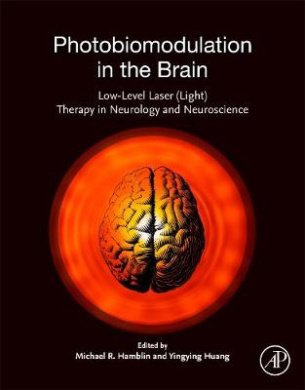 Photobiomodulation
in the Brain
Low-Level Laser (Light)
Therapy in Neurology and Neuroscience
Edited by
Michael R. Hamblin and Yingying Huang
AP